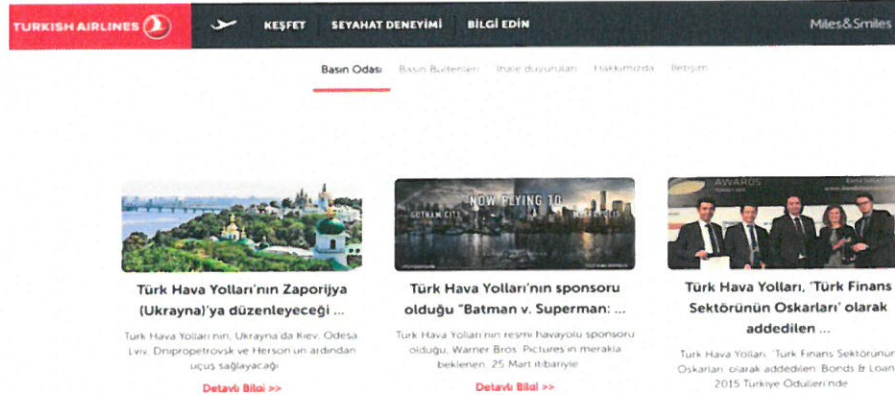 TURKISH AIRLINES
KEŞFET SEYAHAT DENEYİMİ BİLGİ EDİN
Miles&Smiles
Basın Odası Basın Bültenleri İhale duyuruları Hakkımızda İletişim
NOW FLYING TO
GOTHAM CITY METROPOLIS
AWARDS
Türk Hava Yolları'nın Zaporijya
(Ukrayna)'ya düzenleyeceği ...
Türk Hava Yolları nin, Ukrayna da Kiev, Odesa
Lviv, Dnipropetrovsk ve Herson un ardından
uçuş sağlayacağı
Detaylı Bilgi >>
Türk Hava Yolları'nın sponsoru
olduğu "Batman v. Superman: ...
Türk Hava Yolları'nın resmi havayolu sponsoru
olduğu, Warner Bros. Pictures'ın merakla
beklenen, 25 Mart itibariyle
Detaylı Bilgi >>
Türk Hava Yolları, 'Türk Finans
Sektörünün Oskarları' olarak
addedilen ...
Türk Hava Yolları, 'Türk Finans Sektörünün
Oskarları' olarak addedilen, Bonds & Loan
2015 Türkiye Ödülleri'nde